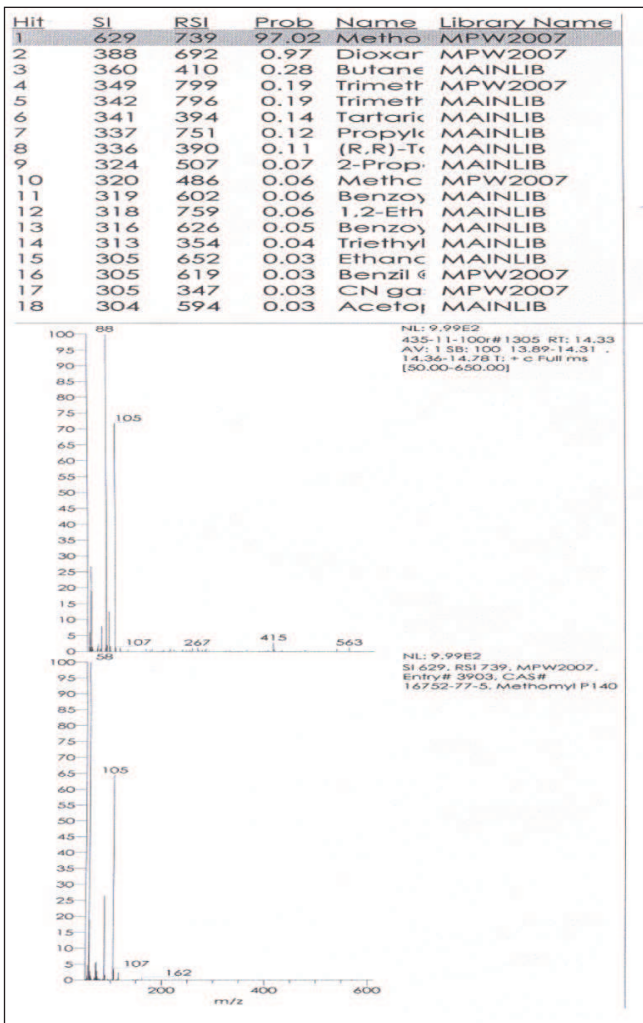 Hit SI RSI Prob Name Library Name
1 629 739 97.02 Metho MPW2007
2 388 692 0.97 Dioxar MPW2007
3 360 410 0.28 Butane MAINLIB
4 349 799 0.19 Trimetr MPW2007
5 342 796 0.19 Trimetr MAINLIB
6 341 394 0.14 Tartaric MAINLIB
7 337 751 0.12 Propyl MAINLIB
8 336 390 0.11 (R,R)-T MAINLIB
9 324 507 0.07 2-Prop MAINLIB
10 320 486 0.06 Methc MPW2007
11 319 602 0.06 Benzoy MAINLIB
12 318 759 0.06 1,2-Eth MAINLIB
13 316 626 0.05 Benzoy MAINLIB
14 313 354 0.04 Triethyl MAINLIB
15 305 652 0.03 Ethanc MAINLIB
16 305 619 0.03 Benzil MPW2007
17 305 347 0.03 CN ga MPW2007
18 304 594 0.03 Aceto MAINLIB
NL: 9.99E2
435-11-100r#1305 RT: 14.33
AV: 1 SB: 100 13.89-14.31 ,
14.36-14.78 T: + c Full ms
[50.00-650.00]
88
100
95
90
85
80
75
105
70
65
60
55
50
45
40
35
30
25
20
15
10
5
107 267 415 563
0
NL: 9.99E2
SI 629, RSI 739, MPW2007,
Entry# 3903, CAS#
16752-77-5, Methomyl P140
58
100
95
90
85
80
75
70
105
65
60
55
50
45
40
35
30
25
20
15
10
5
107
162
0
200 400 600
m/z